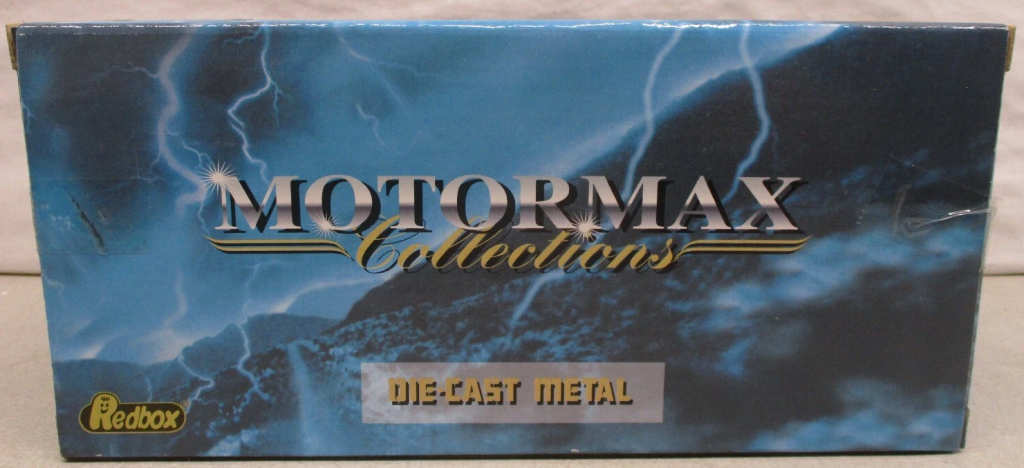 MOTORMAX
Collections
DIE-CAST METAL
Redbox®